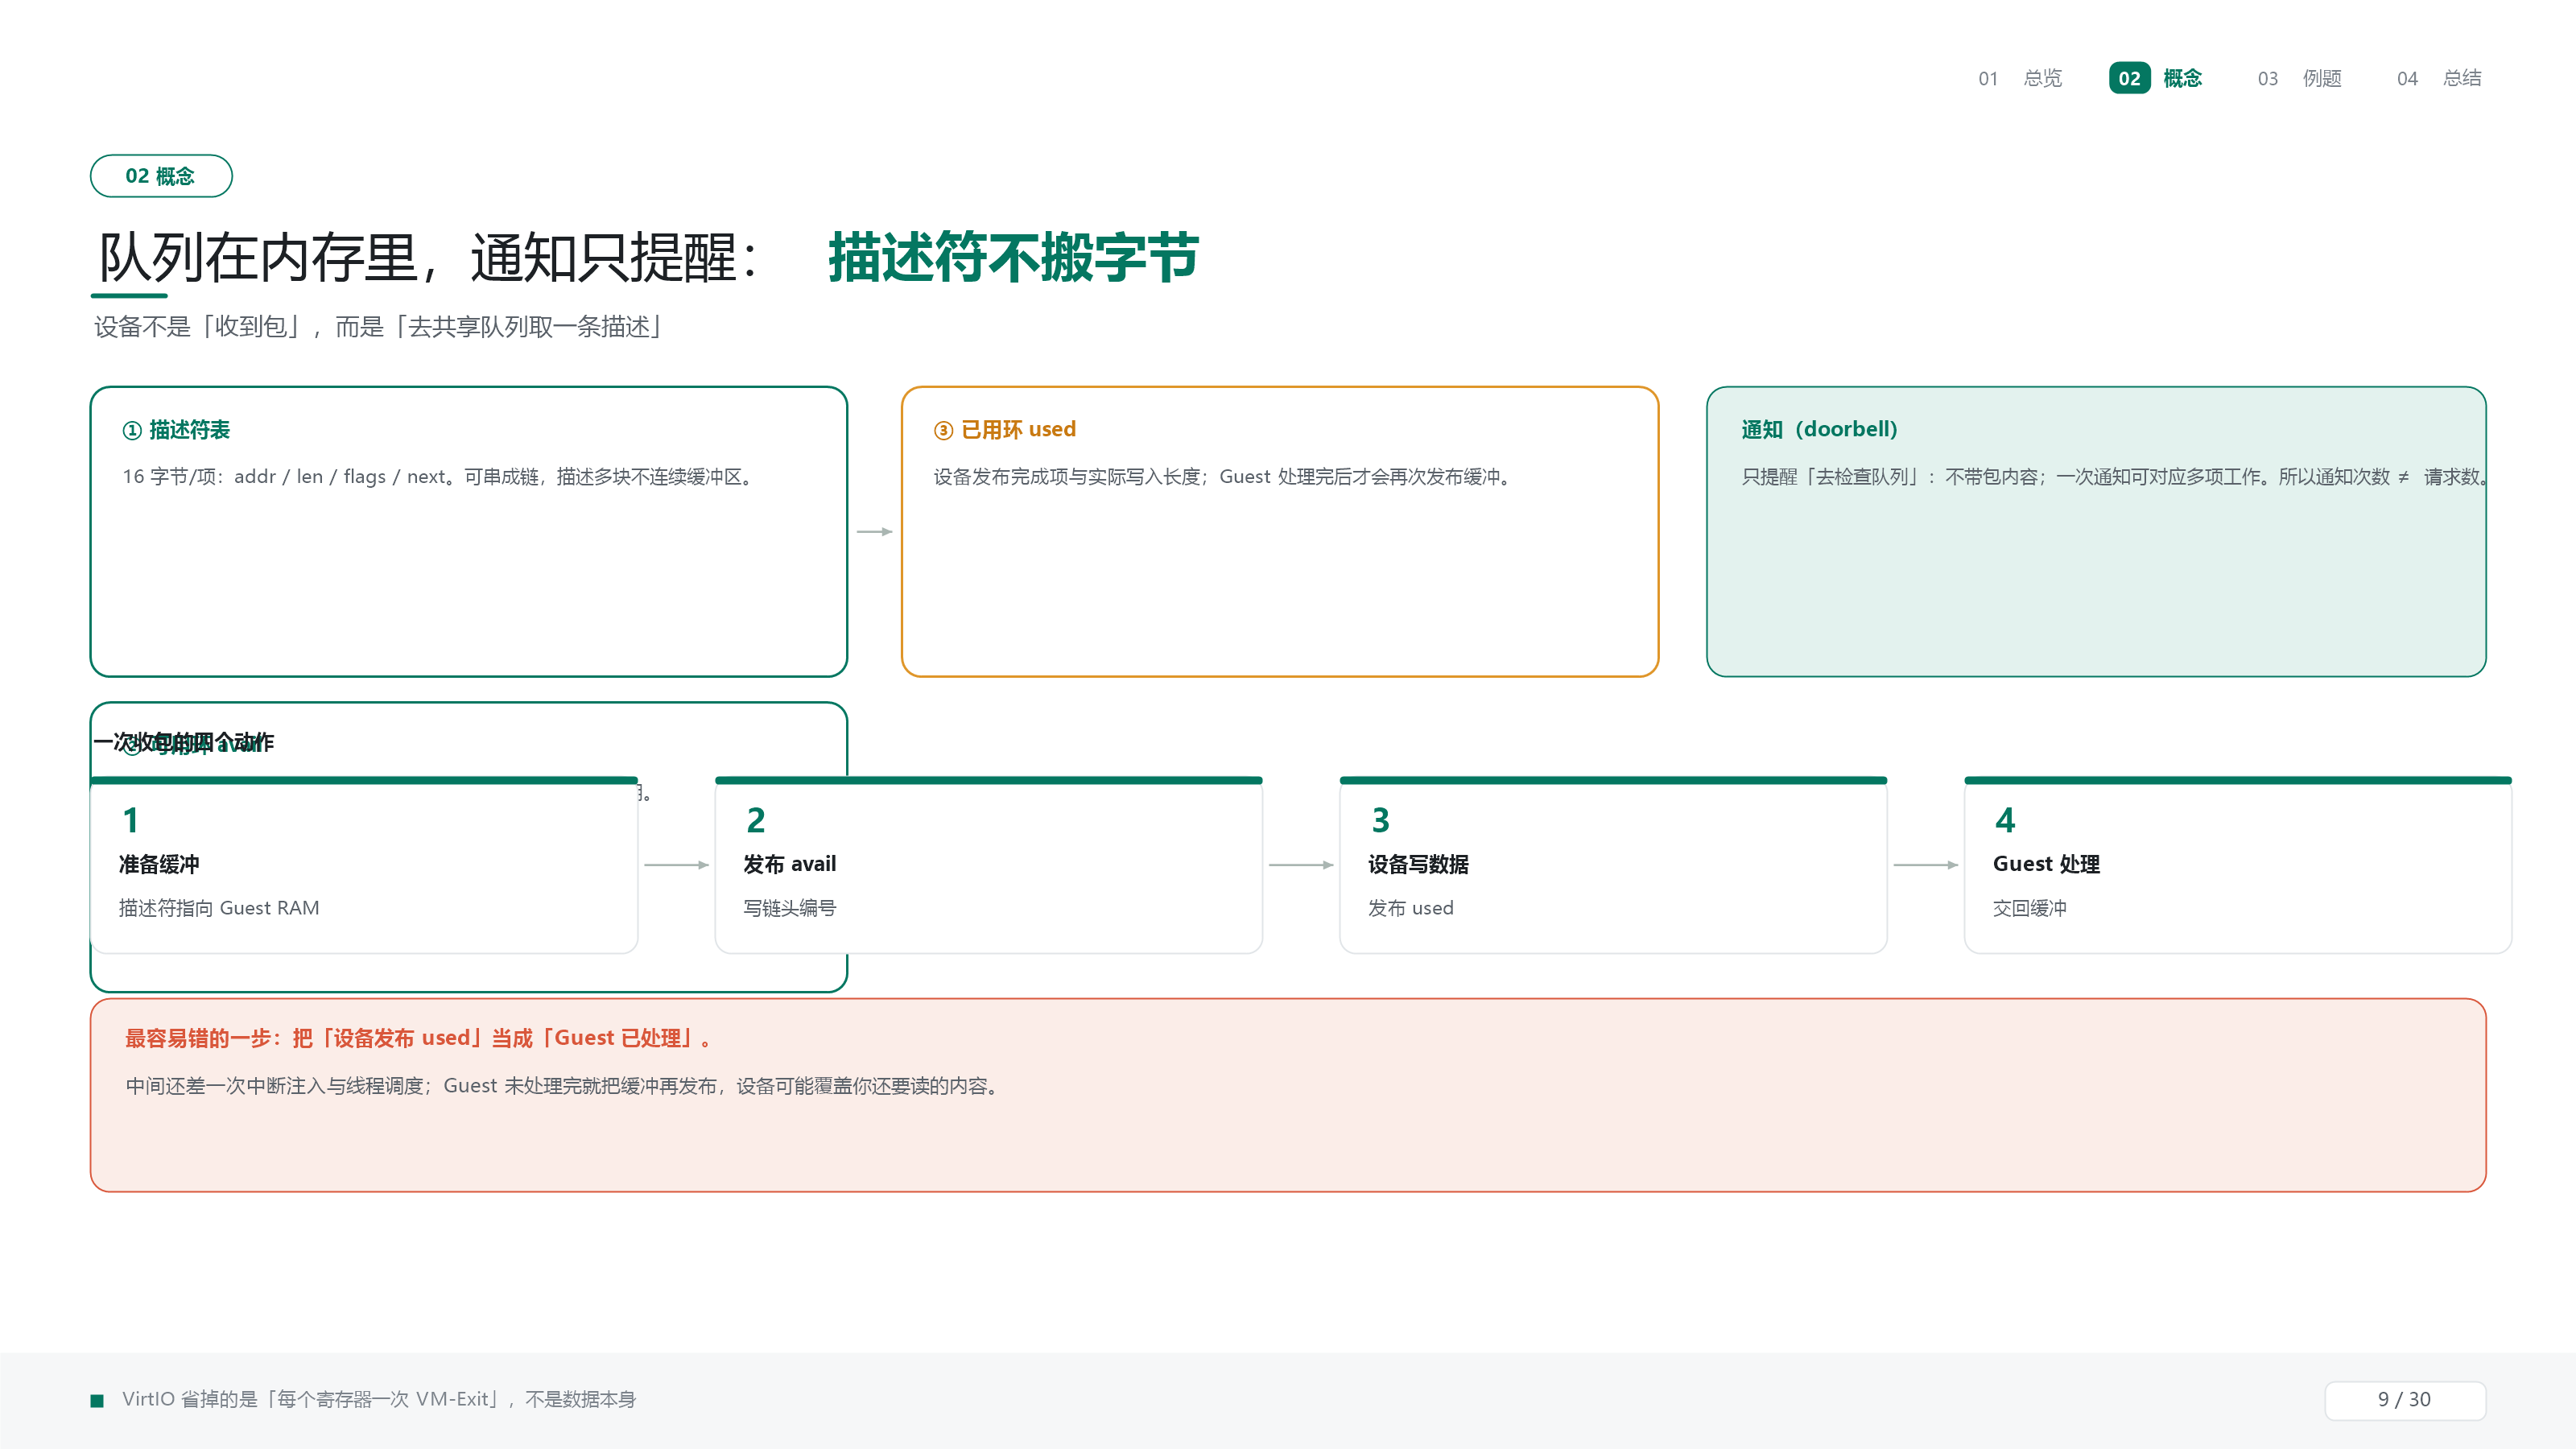 01 总览 02 概念 03 例题 04 总结
02 概念
队列在内存里，通知只提醒： 描述符不搬字节
设备不是「收到包」，而是「去共享队列取一条描述」
① 描述符表
16 字节/项：addr / len / flags / next。可串成链，描述多块不连续缓冲区。
③ 已用环 used
设备发布完成项与实际写入长度；Guest 处理完后才会再次发布缓冲。
通知（doorbell）
只提醒「去检查队列」：不带包内容；一次通知可对应多项工作。所以通知次数 ≠ 请求数。
一次收包的四个动作
1
准备缓冲
描述符指向 Guest RAM
2
发布 avail
写链头编号
3
设备写数据
发布 used
4
Guest 处理
交回缓冲
最容易错的一步：把「设备发布 used」当成「Guest 已处理」。
中间还差一次中断注入与线程调度；Guest 未处理完就把缓冲再发布，设备可能覆盖你还要读的内容。
VirtIO 省掉的是「每个寄存器一次 VM-Exit」，不是数据本身
9 / 30